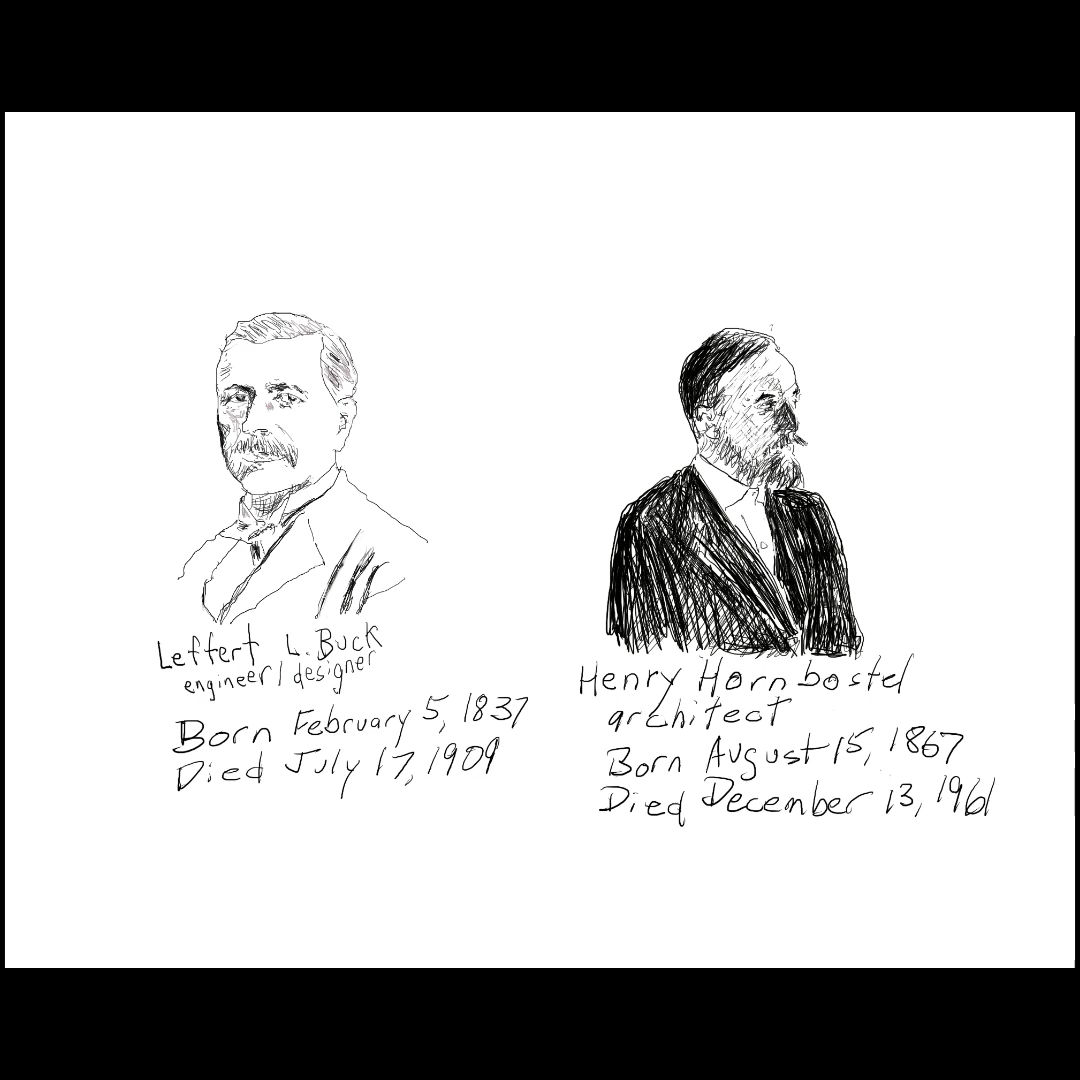 Leffert L. Buck
engineer/designer
Born February 5, 1837
Died July 17, 1909
Henry Hornbostel
architect
Born August 15, 1867
Died December 13, 1961